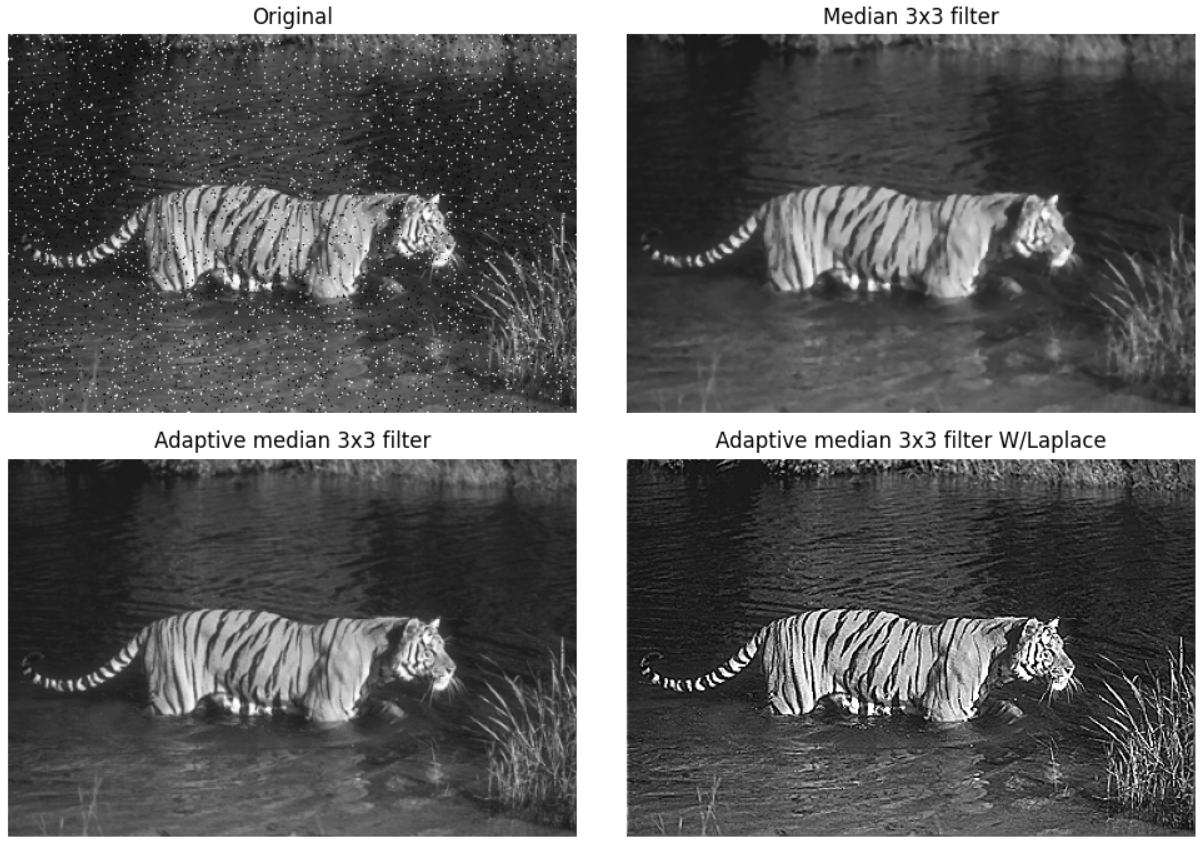 Original
Median 3x3 filter
Adaptive median 3x3 filter
Adaptive median 3x3 filter W/Laplace